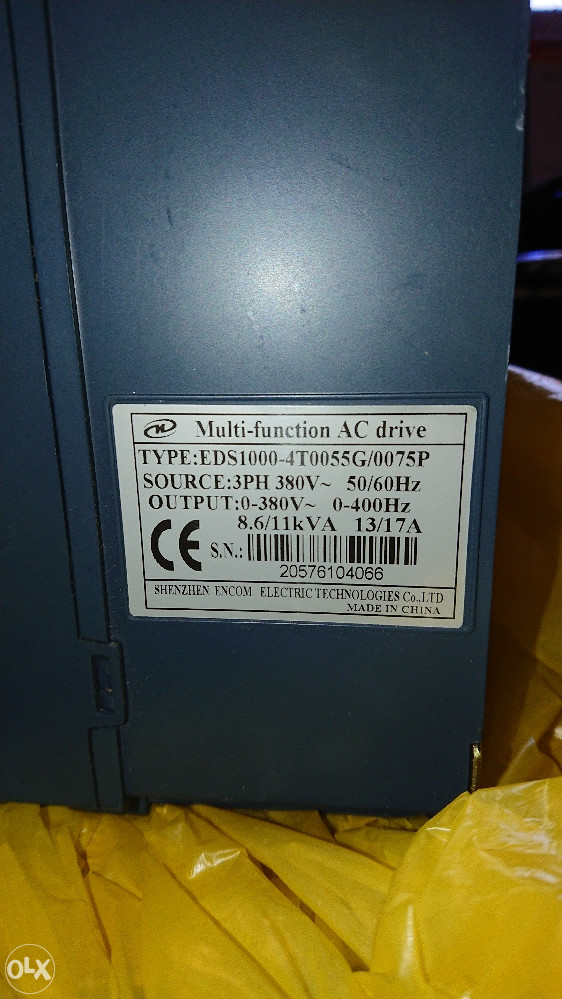 Multi-function AC drive
TYPE:EDS1000-4T0055G/0075P
SOURCE:3PH 380V~ 50/60Hz
OUTPUT:0-380V~ 0-400Hz
8.6/11kVA 13/17A
CE S.N.:
20576104066
SHENZHEN ENCOM ELECTRIC TECHNOLOGIES Co.,LTD
MADE IN CHINA
OLX